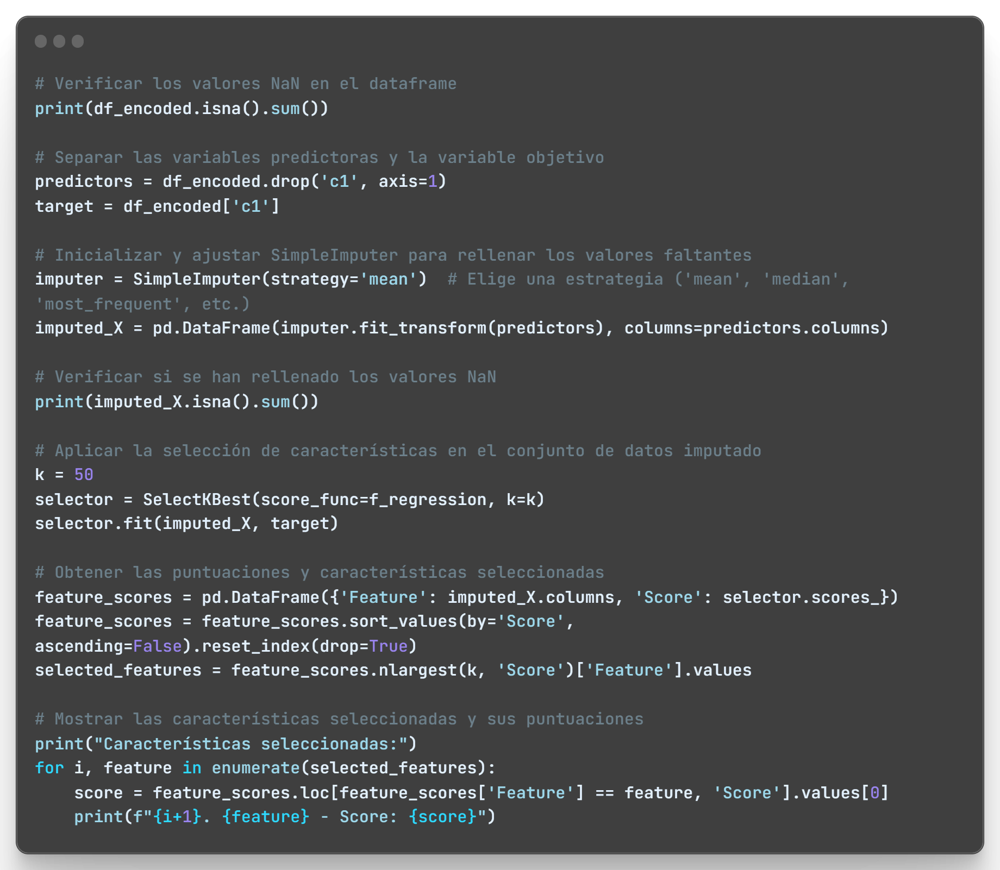 # Verificar los valores NaN en el dataframe
print(df_encoded.isna().sum())
# Separar las variables predictoras y la variable objetivo
predictors = df_encoded.drop('c1', axis=1)
target = df_encoded['c1']
# Inicializar y ajustar SimpleImputer para rellenar los valores faltantes
imputer = SimpleImputer(strategy='mean')  # Elige una estrategia ('mean', 'median',
'most_frequent', etc.)
imputed_X = pd.DataFrame(imputer.fit_transform(predictors), columns=predictors.columns)
# Verificar si se han rellenado los valores NaN
print(imputed_X.isna().sum())
# Aplicar la selección de características en el conjunto de datos imputado
k = 50
selector = SelectKBest(score_func=f_regression, k=k)
selector.fit(imputed_X, target)
# Obtener las puntuaciones y características seleccionadas
feature_scores = pd.DataFrame({'Feature': imputed_X.columns, 'Score': selector.scores_})
feature_scores = feature_scores.sort_values(by='Score',
ascending=False).reset_index(drop=True)
selected_features = feature_scores.nlargest(k, 'Score')['Feature'].values
# Mostrar las características seleccionadas y sus puntuaciones
print("Características seleccionadas:")
for i, feature in enumerate(selected_features):
    score = feature_scores.loc[feature_scores['Feature'] == feature, 'Score'].values[0]
    print(f"{i+1}. {feature} - Score: {score}")